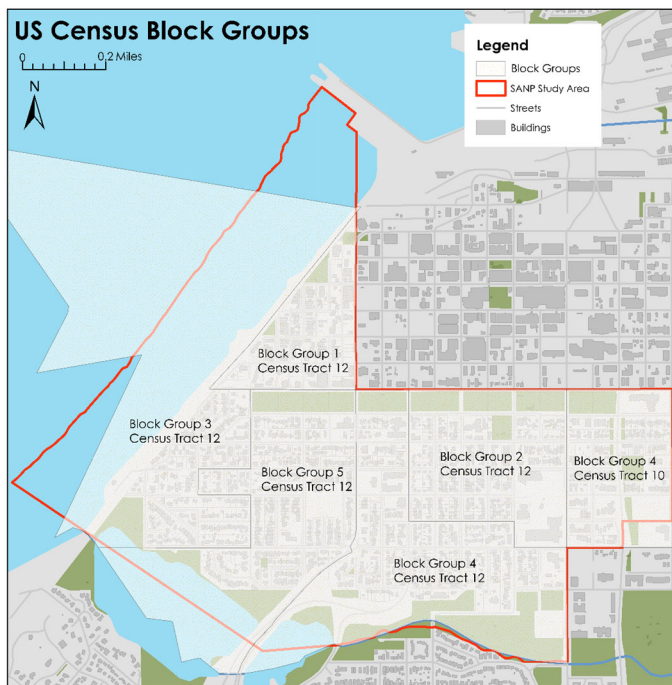 US Census Block Groups
0 0.2 Miles
N
Legend
Block Groups
SANP Study Area
Streets
Buildings
Block Group 1
Census Tract 12
Block Group 3
Census Tract 12
Block Group 5
Census Tract 12
Block Group 2
Census Tract 12
Block Group 4
Census Tract 10
Block Group 4
Census Tract 12